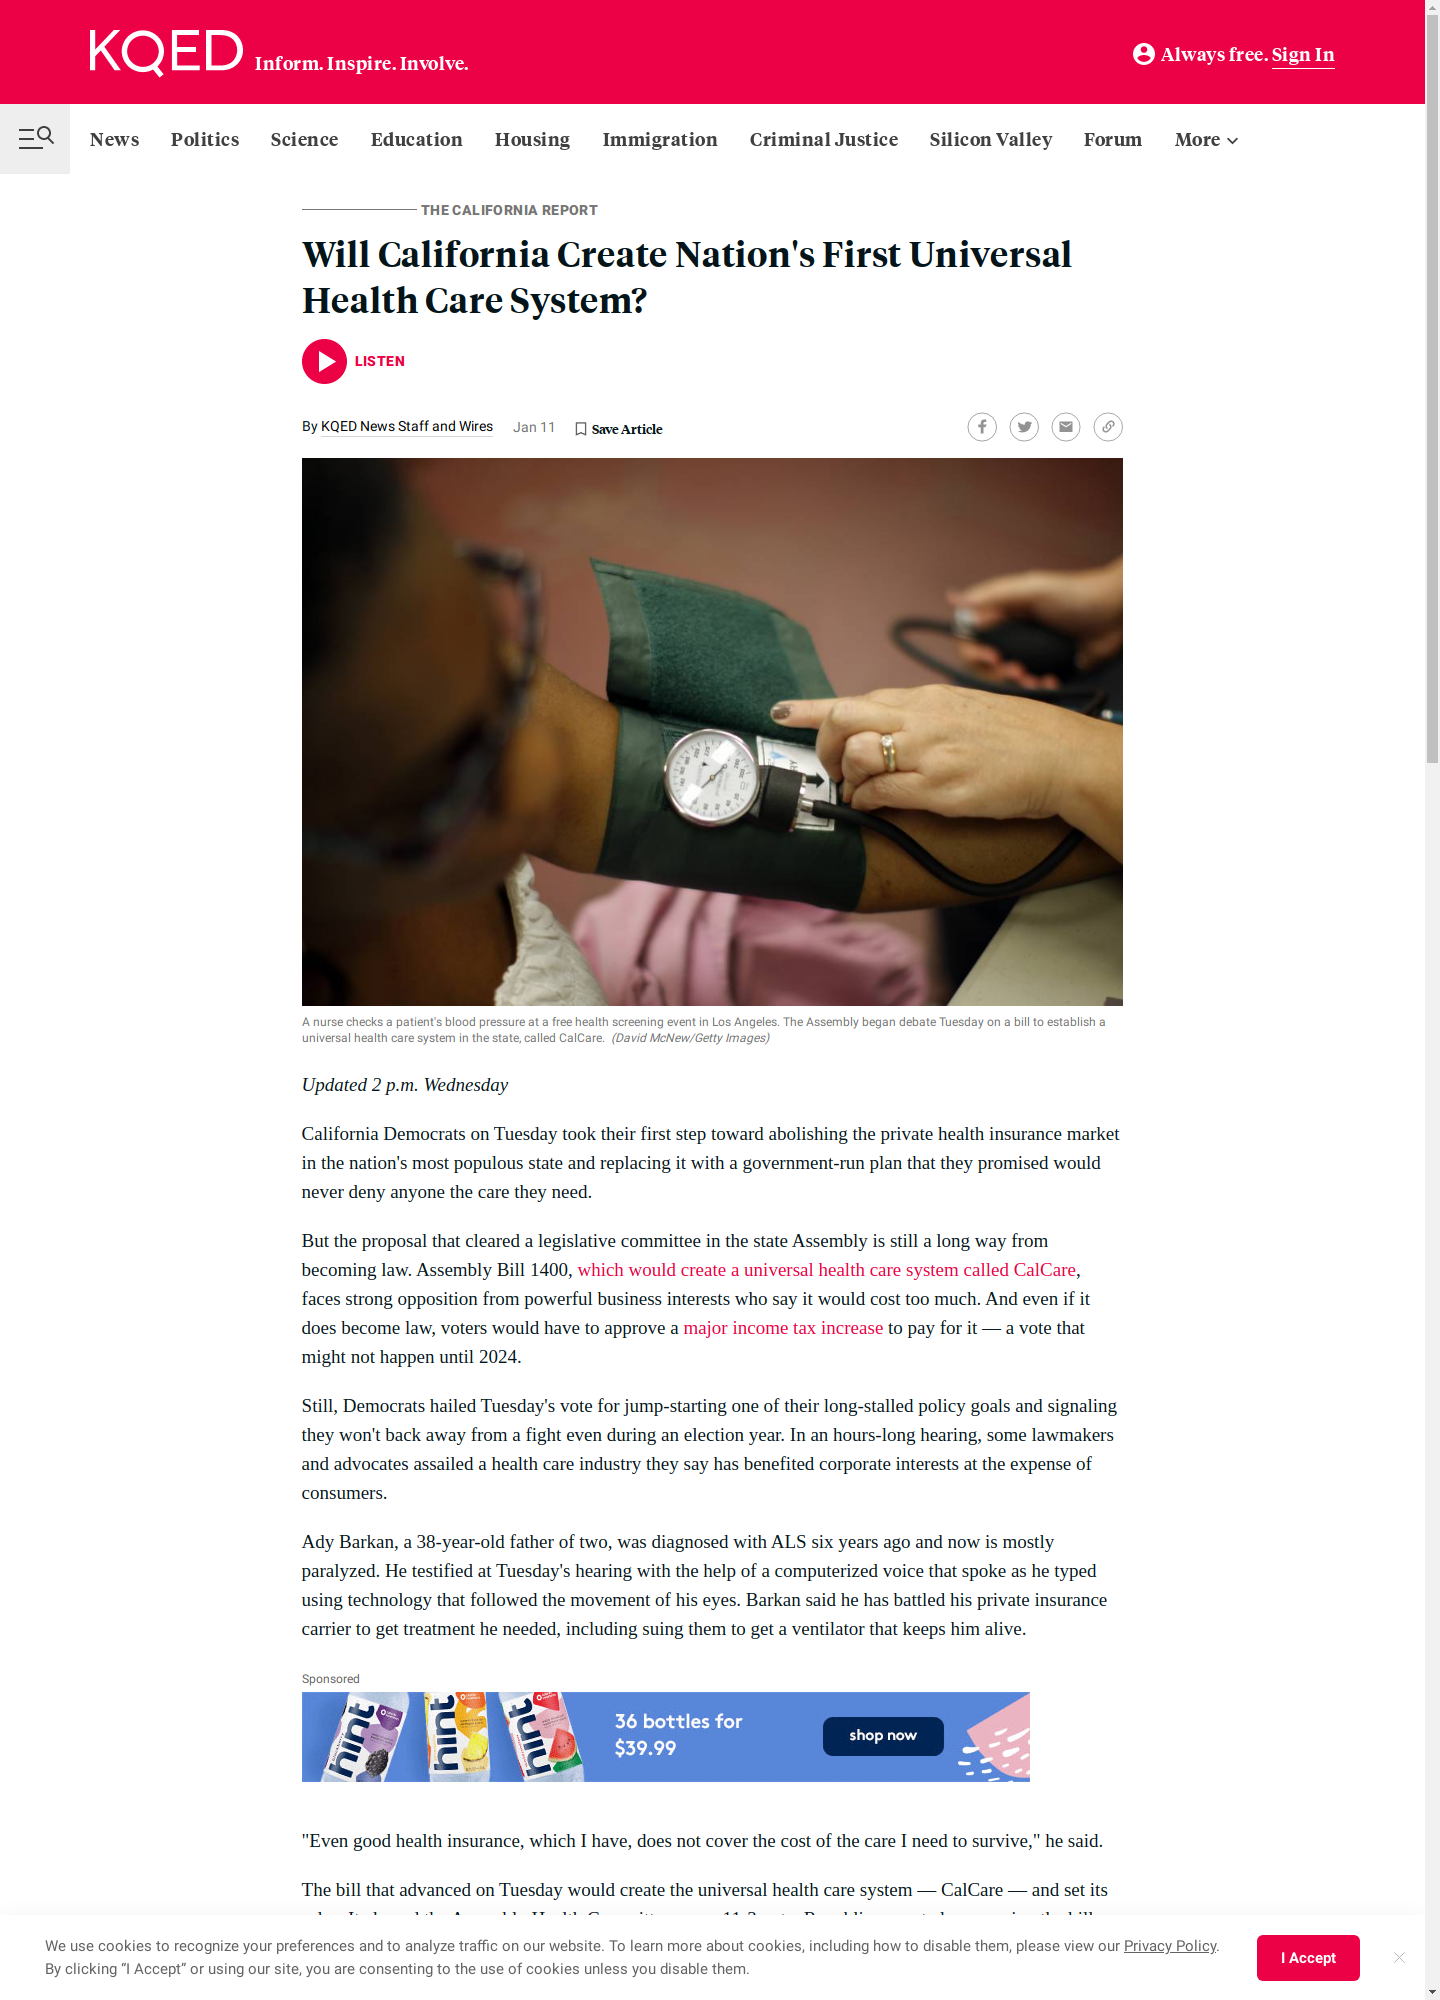 KQED Inform. Inspire. Involve.
Always free. Sign In
News Politics Science Education Housing Immigration Criminal Justice Silicon Valley Forum More
THE CALIFORNIA REPORT
Will California Create Nation's First Universal
Health Care System?
LISTEN
By KQED News Staff and Wires Jan 11 Save Article
A nurse checks a patient's blood pressure at a free health screening event in Los Angeles. The Assembly began debate Tuesday on a bill to establish a
universal health care system in the state, called CalCare. (David McNew/Getty Images)
Updated 2 p.m. Wednesday
California Democrats on Tuesday took their first step toward abolishing the private health insurance market
in the nation's most populous state and replacing it with a government-run plan that they promised would
never deny anyone the care they need.
But the proposal that cleared a legislative committee in the state Assembly is still a long way from
becoming law. Assembly Bill 1400, which would create a universal health care system called CalCare,
faces strong opposition from powerful business interests who say it would cost too much. And even if it
does become law, voters would have to approve a major income tax increase to pay for it — a vote that
might not happen until 2024.
Still, Democrats hailed Tuesday's vote for jump-starting one of their long-stalled policy goals and signaling
they won't back away from a fight even during an election year. In an hours-long hearing, some lawmakers
and advocates assailed a health care industry they say has benefited corporate interests at the expense of
consumers.
Ady Barkan, a 38-year-old father of two, was diagnosed with ALS six years ago and now is mostly
paralyzed. He testified at Tuesday's hearing with the help of a computerized voice that spoke as he typed
using technology that followed the movement of his eyes. Barkan said he has battled his private insurance
carrier to get treatment he needed, including suing them to get a ventilator that keeps him alive.
Sponsored
hint hint hint
36 bottles for
$39.99
shop now
"Even good health insurance, which I have, does not cover the cost of the care I need to survive," he said.
The bill that advanced on Tuesday would create the universal health care system — CalCare — and set its
We use cookies to recognize your preferences and to analyze traffic on our website. To learn more about cookies, including how to disable them, please view our Privacy Policy.
By clicking “I Accept” or using our site, you are consenting to the use of cookies unless you disable them.
I Accept